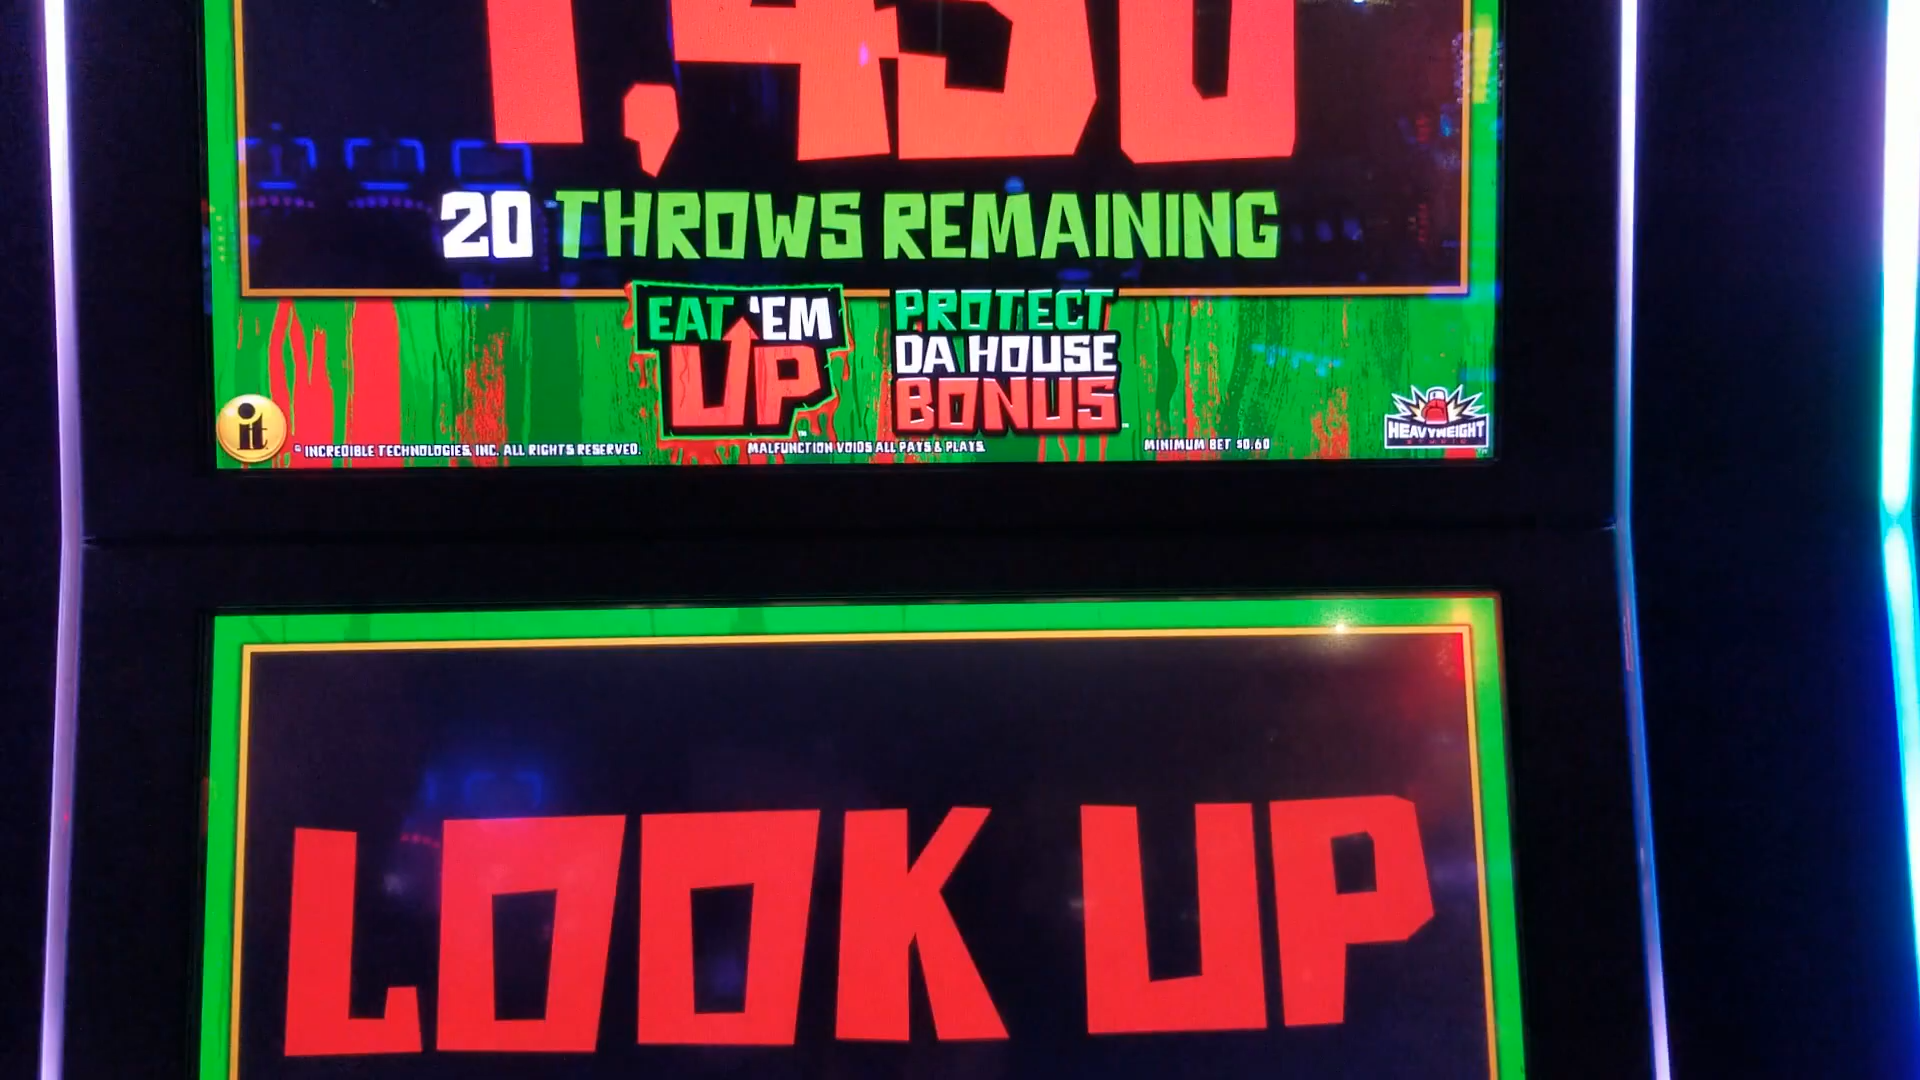 20 THROWS REMAINING
EAT 'EM
UP
PROTECT
DA HOUSE
BONUS
it
© INCREDIBLE TECHNOLOGIES, INC. ALL RIGHTS RESERVED.
MALFUNCTION VOIDS ALL PAYS & PLAYS.
MINIMUM BET $0.60
HEAVYWEIGHT
STUDIO
LOOK UP